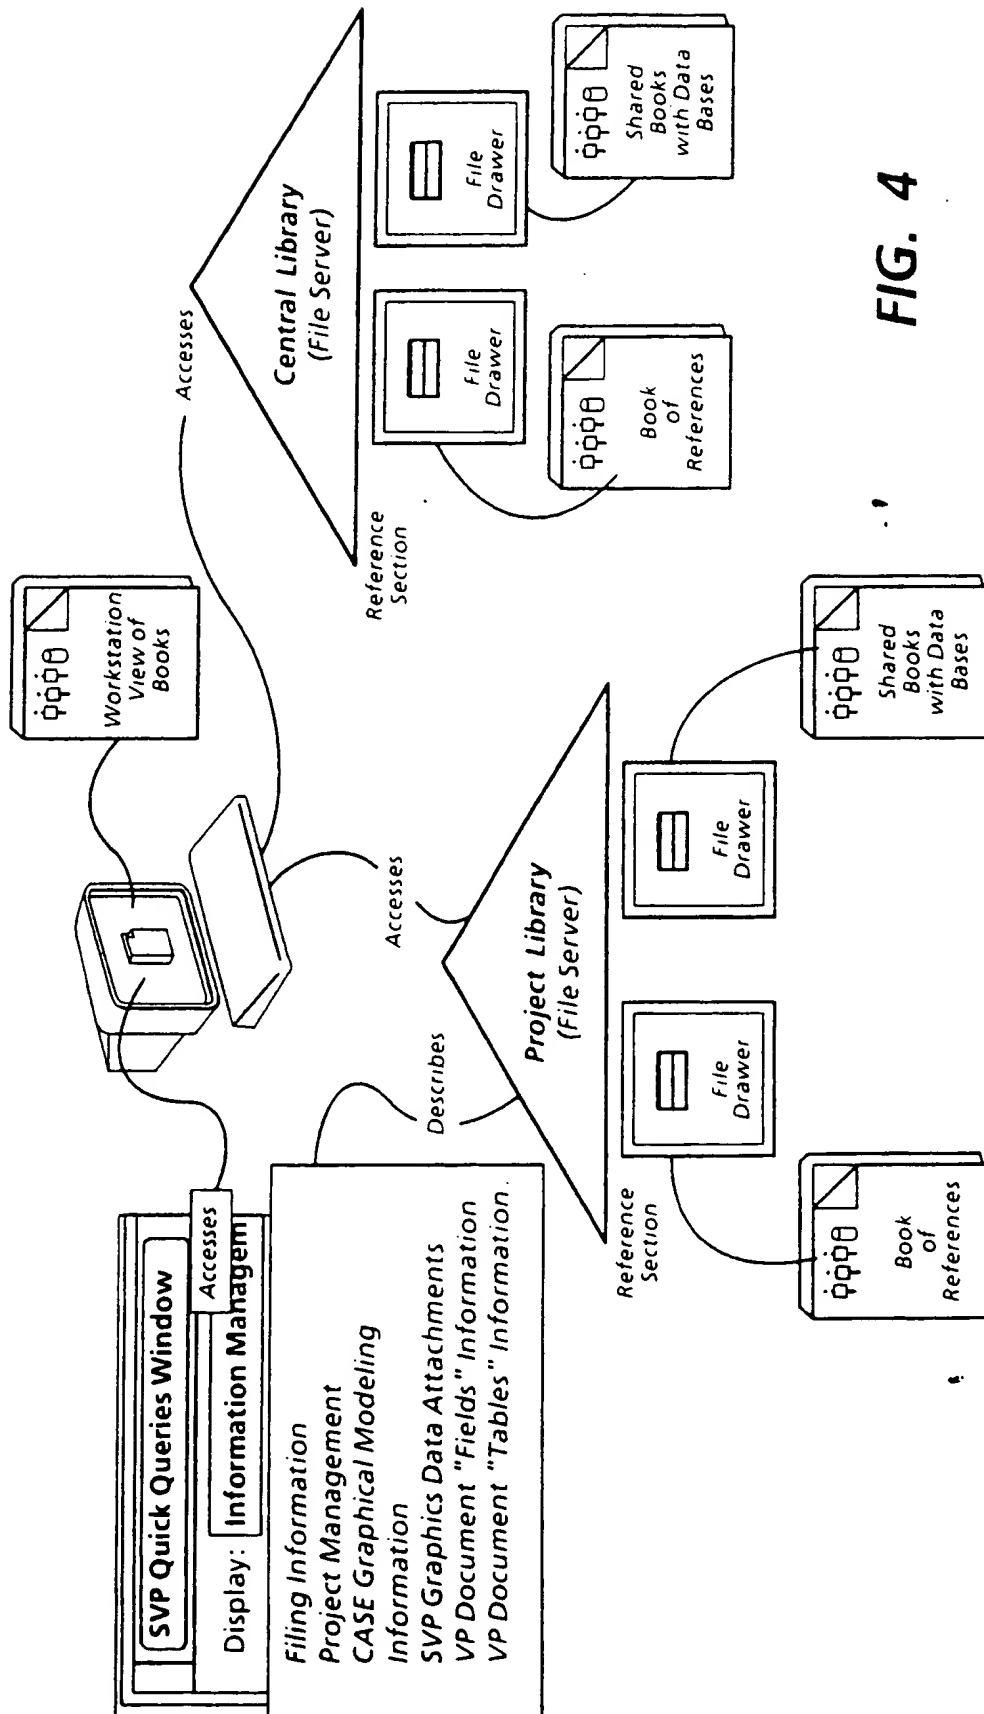 SVP Quick Queries Window
Display: Information Managem
Accesses
Filing Information
Project Management
CASE Graphical Modeling
Information
SVP Graphics Data Attachments
VP Document "Fields" Information
VP Document "Tables" Information.
Describes
Workstation
View of
Books
Accesses
Accesses
Project Library
(File Server)
Reference
Section
File
Drawer
File
Drawer
Book
of
References
Shared
Books
with Data
Bases
Central Library
(File Server)
Reference
Section
File
Drawer
File
Drawer
Book
of
References
Shared
Books
with Data
Bases
FIG. 4